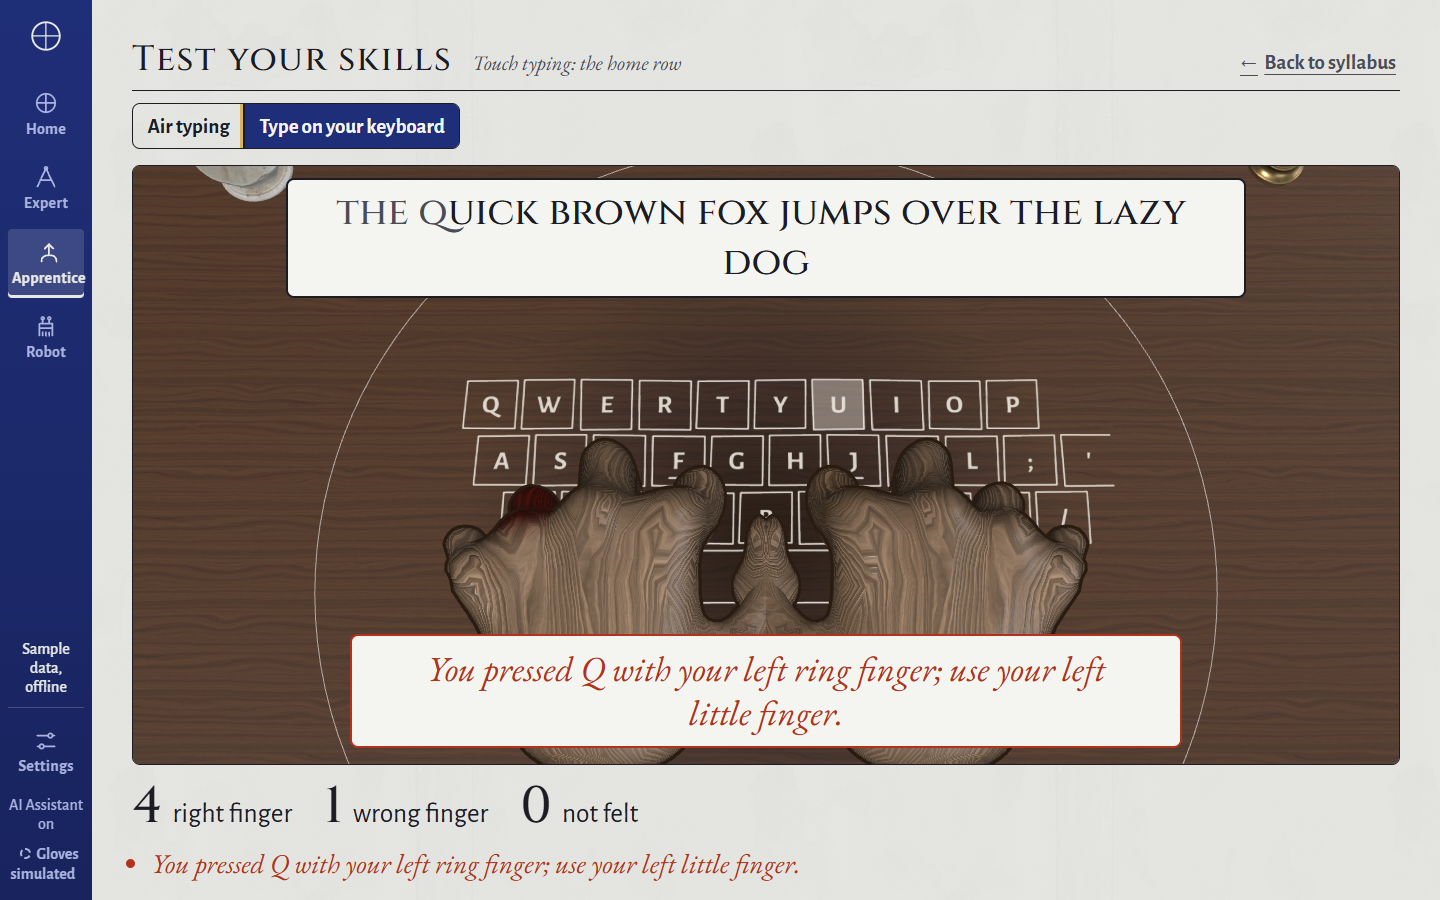 TEST YOUR SKILLS Touch typing: the home row
← Back to syllabus
Air typing Type on your keyboard
Home
Expert
Apprentice
Robot
Sample
data,
offline
Settings
AI Assistant
on
Gloves
simulated
THE QUICK BROWN FOX JUMPS OVER THE LAZY
DOG
Q W E R T Y U I O P
A S F G H J L ; '
/
You pressed Q with your left ring finger; use your left
little finger.
4 right finger 1 wrong finger 0 not felt
• You pressed Q with your left ring finger; use your left little finger.